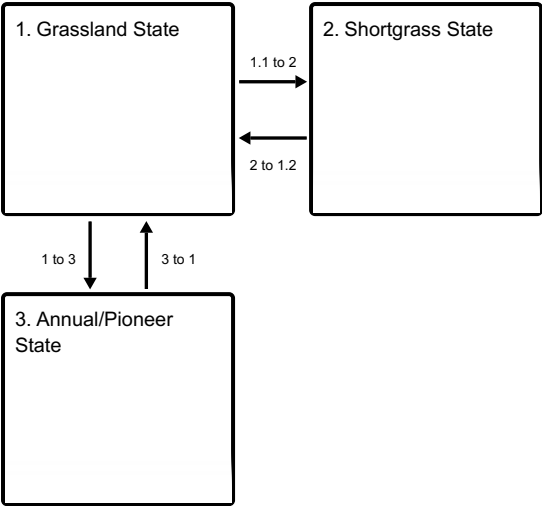 1. Grassland State
2. Shortgrass State
1.1 to 2
2 to 1.2
1 to 3
3 to 1
3. Annual/Pioneer
State